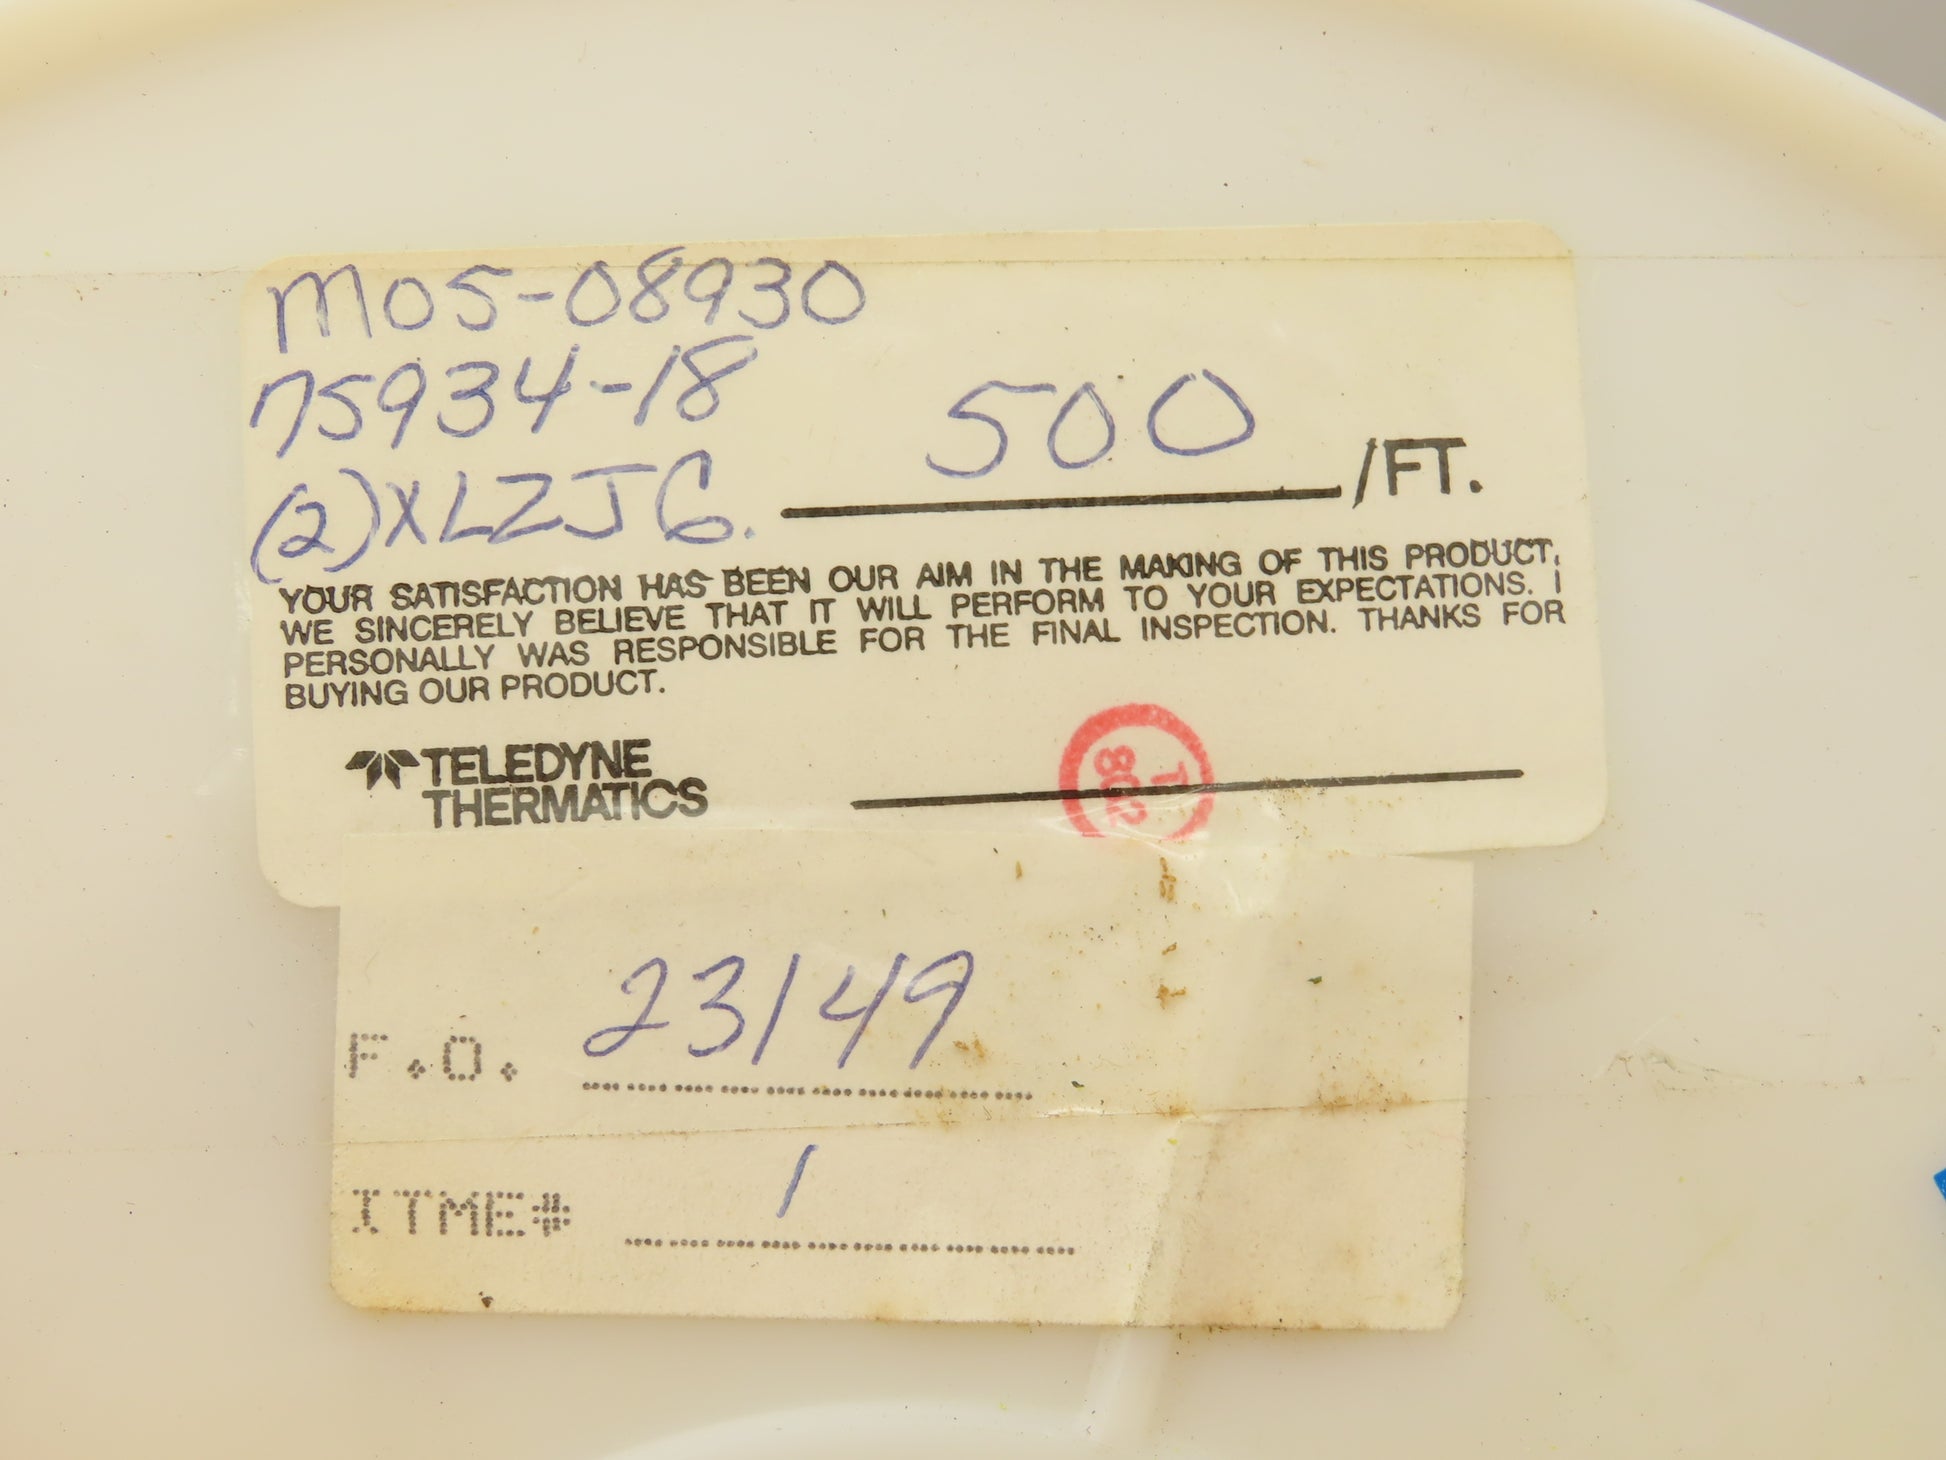 M05-08930
75934-18
(2)XLZJG.
500 /FT.
YOUR SATISFACTION HAS BEEN OUR AIM IN THE MAKING OF THIS PRODUCT,
WE SINCERELY BELIEVE THAT IT WILL PERFORM TO YOUR EXPECTATIONS. I
PERSONALLY WAS RESPONSIBLE FOR THE FINAL INSPECTION. THANKS FOR
BUYING OUR PRODUCT.
TELEDYNE
THERMATICS
F.O. 23149
ITME# 1